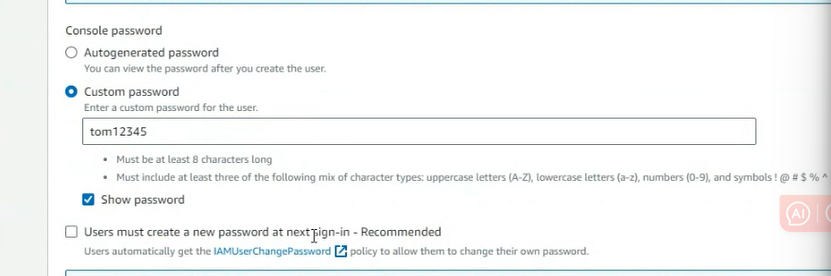 Console password
Autogenerated password
You can view the password after you create the user.
Custom password
Enter a custom password for the user.
tom12345
• Must be at least 8 characters long
• Must include at least three of the following mix of character types: uppercase letters (A-Z), lowercase letters (a-z), numbers (0-9), and symbols ! @ # $ % ^
Show password
Users must create a new password at next sign-in - Recommended
Users automatically get the IAMUserChangePassword policy to allow them to change their own password.
AI